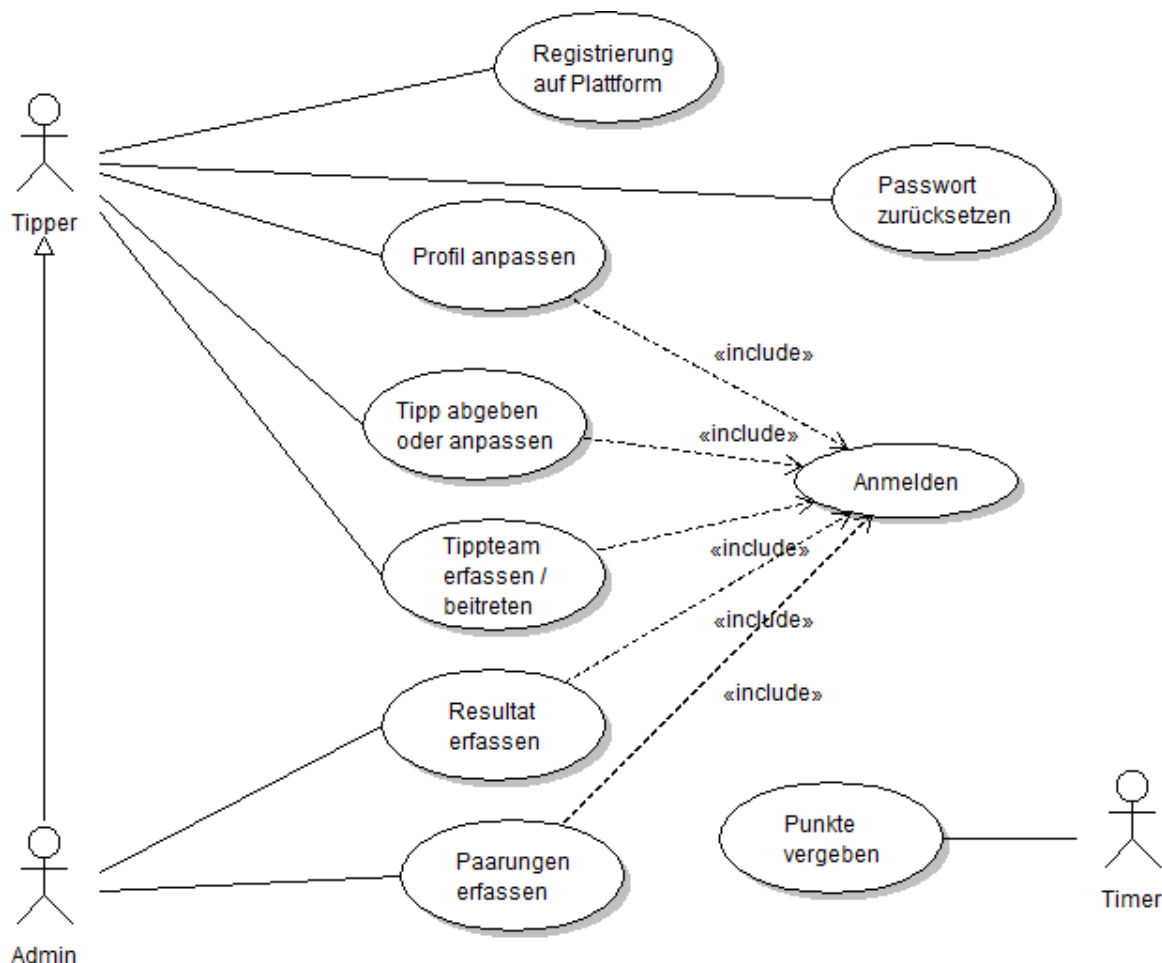 Registrierung
auf Plattform
Tipper
Passwort
zurücksetzen
Profil anpassen
«include»
Tipp abgeben
oder anpassen
«include»
Anmelden
Tippteam
erfassen /
beitreten
«include»
«include»
Resultat
erfassen
«include»
Punkte
vergeben
Paarungen
erfassen
Timer
Admin